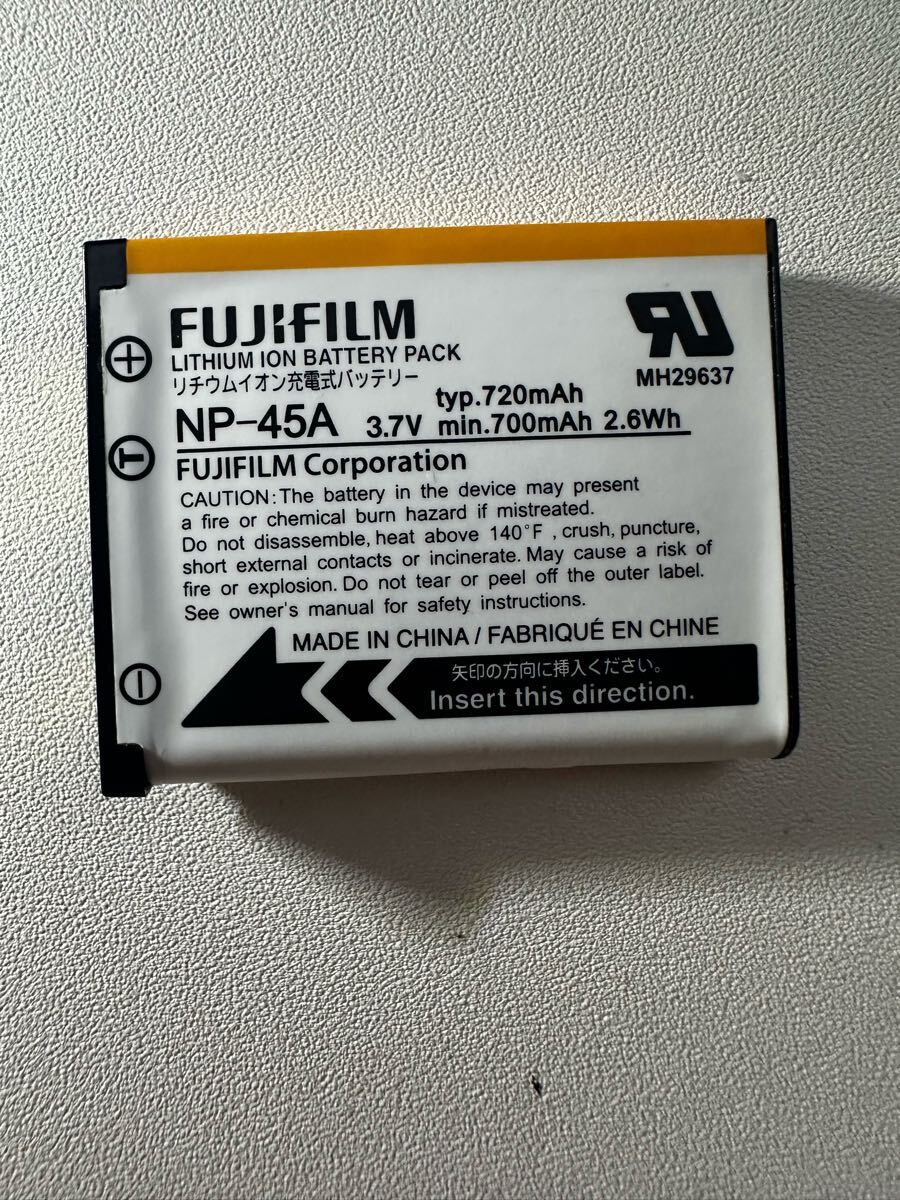 FUJIFILM
LITHIUM ION BATTERY PACK
リチウムイオン充電式バッテリー
MH29637
NP-45A 3.7V typ.720mAh
min.700mAh 2.6Wh
FUJIFILM Corporation
CAUTION:The battery in the device may present
a fire or chemical burn hazard if mistreated.
Do not disassemble, heat above 140°F , crush, puncture,
short external contacts or incinerate. May cause a risk of
fire or explosion. Do not tear or peel off the outer label.
See owner's manual for safety instructions.
MADE IN CHINA / FABRIQUÉ EN CHINE
矢印の方向に挿入ください。
Insert this direction.
+
T
-